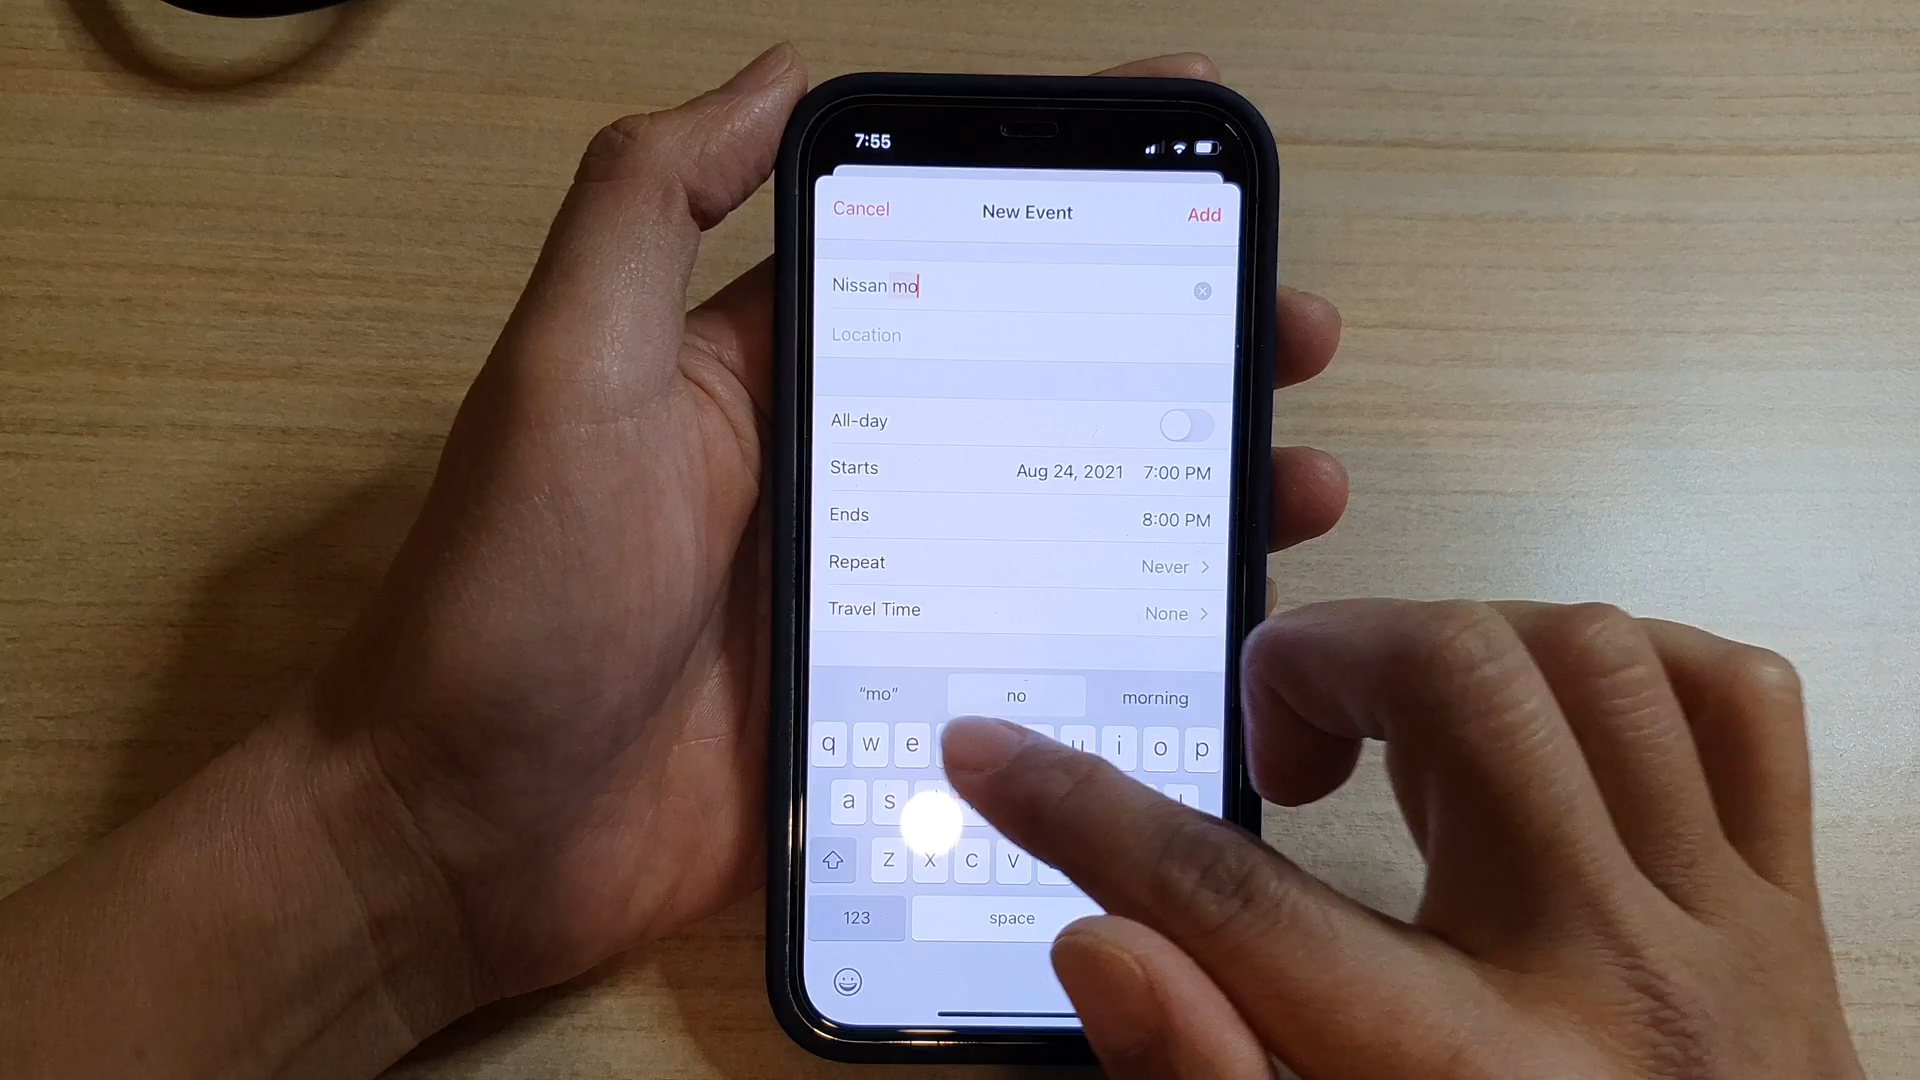 7:55
Cancel New Event Add
Nissan mo
Location
All-day
Starts Aug 24, 2021 7:00 PM
Ends 8:00 PM
Repeat Never
Travel Time None
“mo” no morning
q w e u i o p
a s
z x c v
123 space